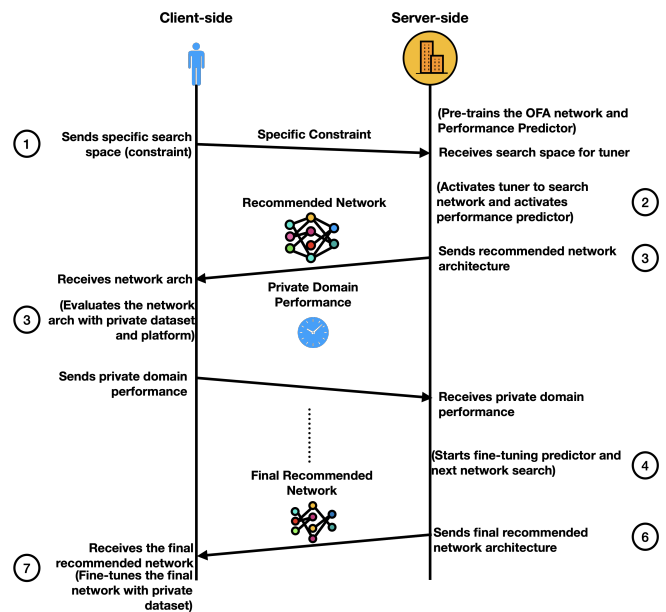 Client-side
Server-side
(Pre-trains the OFA network and
Performance Predictor)
1
Sends specific search
space (constraint)
Specific Constraint
Receives search space for tuner
(Activates tuner to search
network and activates
performance predictor)
2
Recommended Network
Sends recommended network
architecture
3
Receives network arch
3
(Evaluates the network
arch with private dataset
and platform)
Private Domain
Performance
Sends private domain
performance
Receives private domain
performance
(Starts fine-tuning predictor and
next network search)
4
Final Recommended
Network
Sends final recommended
network architecture
6
7
Receives the final
recommended network
(Fine-tunes the final
network with private
dataset)